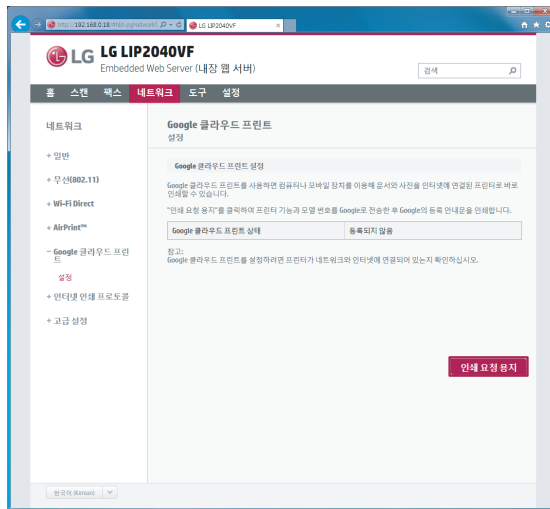 http://192.168.0.18/#hId-pgNetwork
LG LIP2040VF
LG
LG LIP2040VF
Embedded Web Server (내장 웹 서버)
검색
홈 스캔 팩스 네트워크 도구 설정
네트워크
Google 클라우드 프린트
설정
+ 일반
+ 무선(802.11)
+ Wi-Fi Direct
+ AirPrint™
− Google 클라우드 프린
트
설정
+ 인터넷 인쇄 프로토콜
+ 고급 설정
Google 클라우드 프린트 설정
Google 클라우드 프린트를 사용하면 컴퓨터나 모바일 장치를 이용해 문서와 사진을 인터넷에 연결된 프린터로 바로
인쇄할 수 있습니다.
"인쇄 요청 용지"를 클릭하여 프린터 기능과 모델 번호를 Google로 전송한 후 Google의 등록 안내문을 인쇄합니다.
Google 클라우드 프린트 상태 등록되지 않음
참고:
Google 클라우드 프린트를 설정하려면 프린터가 네트워크와 인터넷에 연결되어 있는지 확인하십시오.
인쇄 요청 용지
한국어 (Korean)